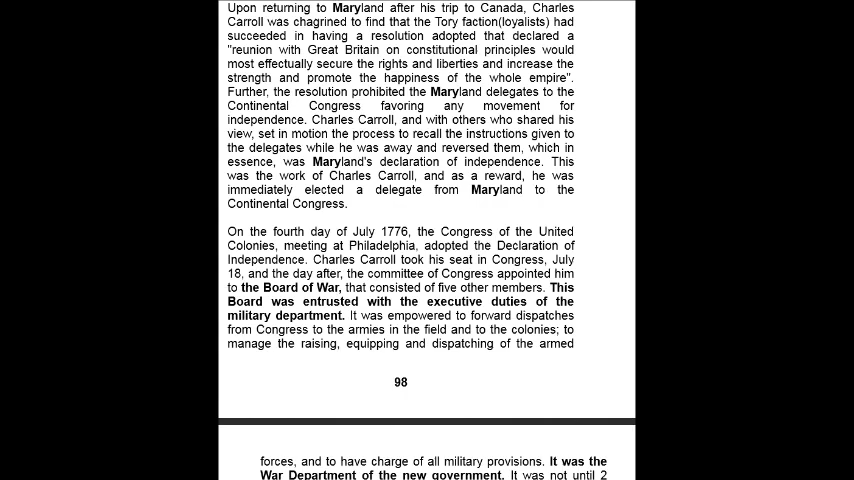 Upon returning to Maryland after his trip to Canada, Charles
Carroll was chagrined to find that the Tory faction(loyalists) had
succeeded in having a resolution adopted that declared a
"reunion with Great Britain on constitutional principles would
most effectually secure the rights and liberties and increase the
strength and promote the happiness of the whole empire".
Further, the resolution prohibited the Maryland delegates to the
Continental Congress favoring any movement for
independence. Charles Carroll, and with others who shared his
view, set in motion the process to recall the instructions given to
the delegates while he was away and reversed them, which in
essence, was Maryland's declaration of independence. This
was the work of Charles Carroll, and as a reward, he was
immediately elected a delegate from Maryland to the
Continental Congress.
On the fourth day of July 1776, the Congress of the United
Colonies, meeting at Philadelphia, adopted the Declaration of
Independence. Charles Carroll took his seat in Congress, July
18, and the day after, the committee of Congress appointed him
to the Board of War, that consisted of five other members. This
Board was entrusted with the executive duties of the
military department. It was empowered to forward dispatches
from Congress to the armies in the field and to the colonies; to
manage the raising, equipping and dispatching of the armed
98
forces, and to have charge of all military provisions. It was the
War Department of the new government. It was not until 2